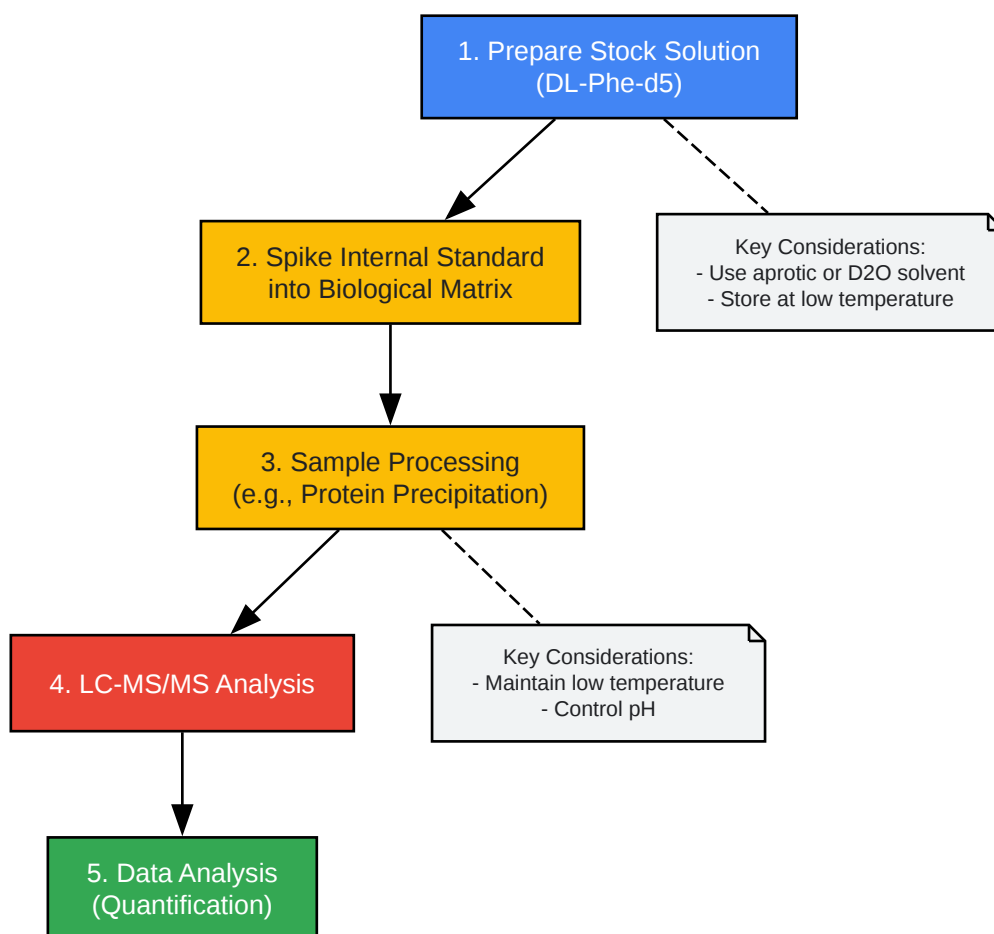 1. Prepare Stock Solution
(DL-Phe-d5)
2. Spike Internal Standard
into Biological Matrix
Key Considerations:
- Use aprotic or D2O solvent
- Store at low temperature
3. Sample Processing
(e.g., Protein Precipitation)
4. LC-MS/MS Analysis
Key Considerations:
- Maintain low temperature
- Control pH
5. Data Analysis
(Quantification)